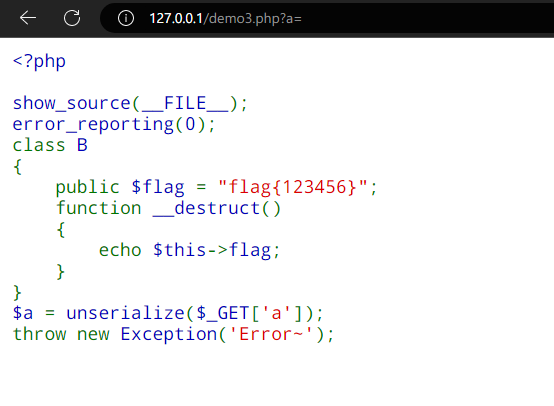 127.0.0.1/demo3.php?a=
<?php
show_source(__FILE__);
error_reporting(0);
class B
{
    public $flag = "flag{123456}";
    function __destruct()
    {
        echo $this->flag;
    }
}
$a = unserialize($_GET['a']);
throw new Exception('Error~');